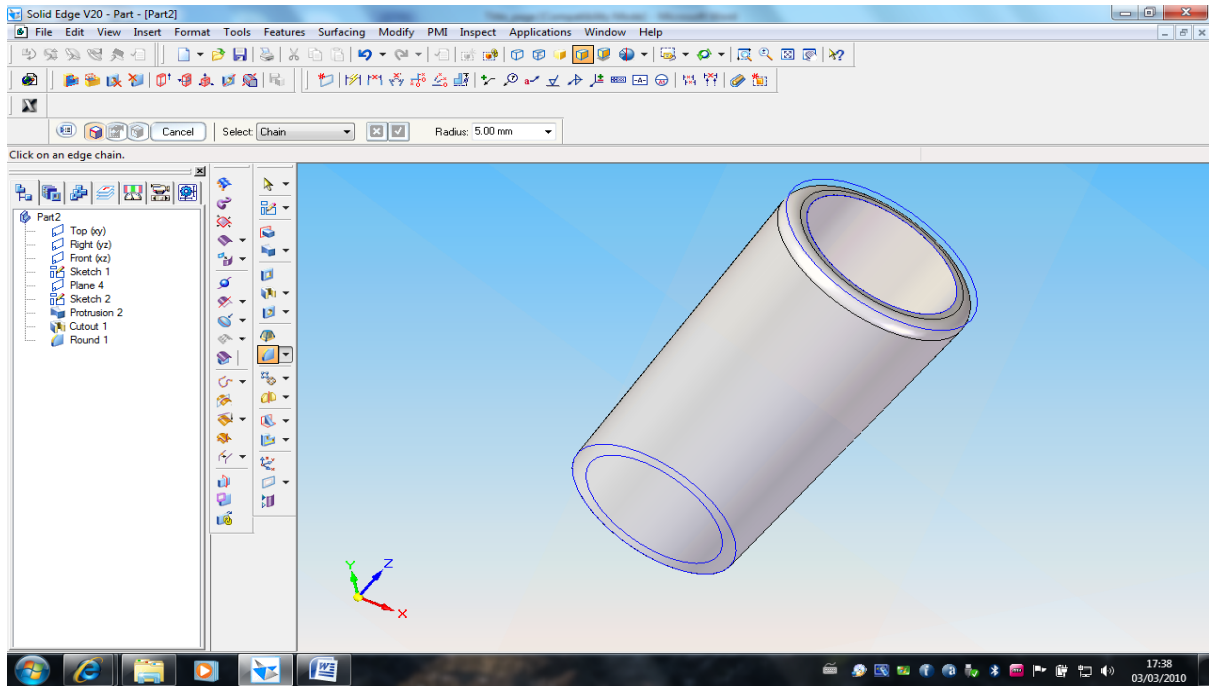 Solid Edge V20 - Part - [Part2]
File Edit View Insert Format Tools Features Surfacing Modify PMI Inspect Applications Window Help
Cancel Select: Chain Radius: 5.00 mm
Click on an edge chain.
Part2
Top (xy)
Right (yz)
Front (xz)
Sketch 1
Plane 4
Sketch 2
Protrusion 2
Cutout 1
Round 1
Y Z
X
17:38
03/03/2010